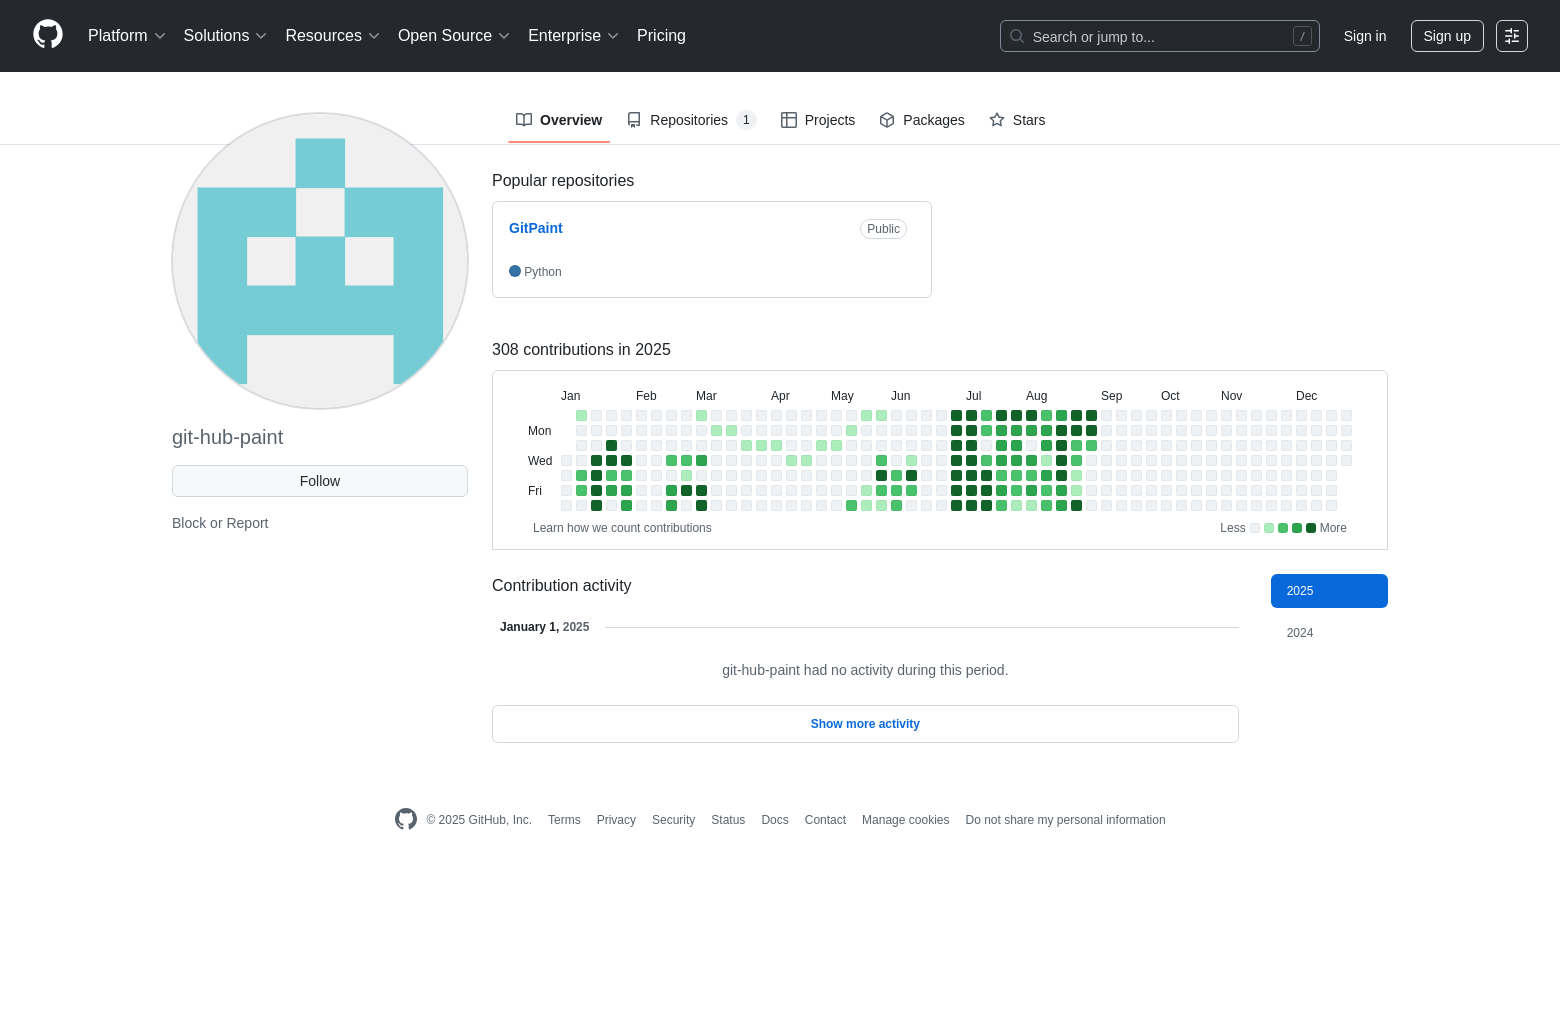 Platform Solutions Resources Open Source Enterprise Pricing Search or jump to... / Sign in Sign up
Overview Repositories 1 Projects Packages Stars
git-hub-paint
Follow
Block or Report
Popular repositories
GitPaint Public
Python
308 contributions in 2025
Jan Feb Mar Apr May Jun Jul Aug Sep Oct Nov Dec
Mon
Wed
Fri
Learn how we count contributions Less More
Contribution activity
January 1, 2025
git-hub-paint had no activity during this period.
Show more activity
2025
2024
© 2025 GitHub, Inc. Terms Privacy Security Status Docs Contact Manage cookies Do not share my personal information